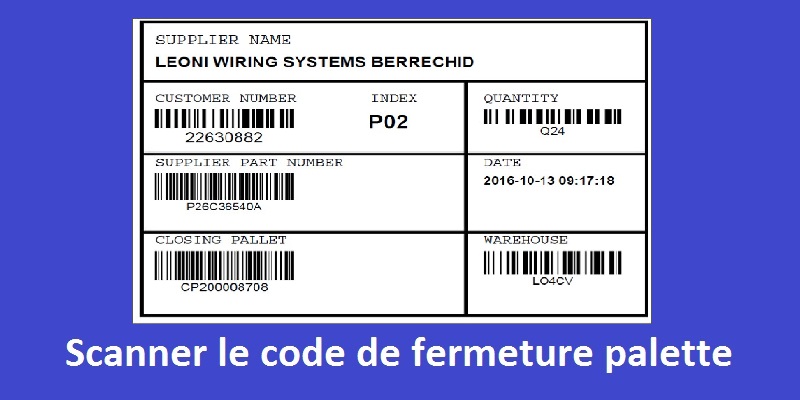 SUPPLIER NAME
LEONI WIRING SYSTEMS BERRECHID
CUSTOMER NUMBER
22630882
INDEX
P02
QUANTITY
Q24
SUPPLIER PART NUMBER
P26C36540A
DATE
2016-10-13 09:17:18
CLOSING PALLET
CP200008708
WAREHOUSE
LO4CV
Scanner le code de fermeture palette